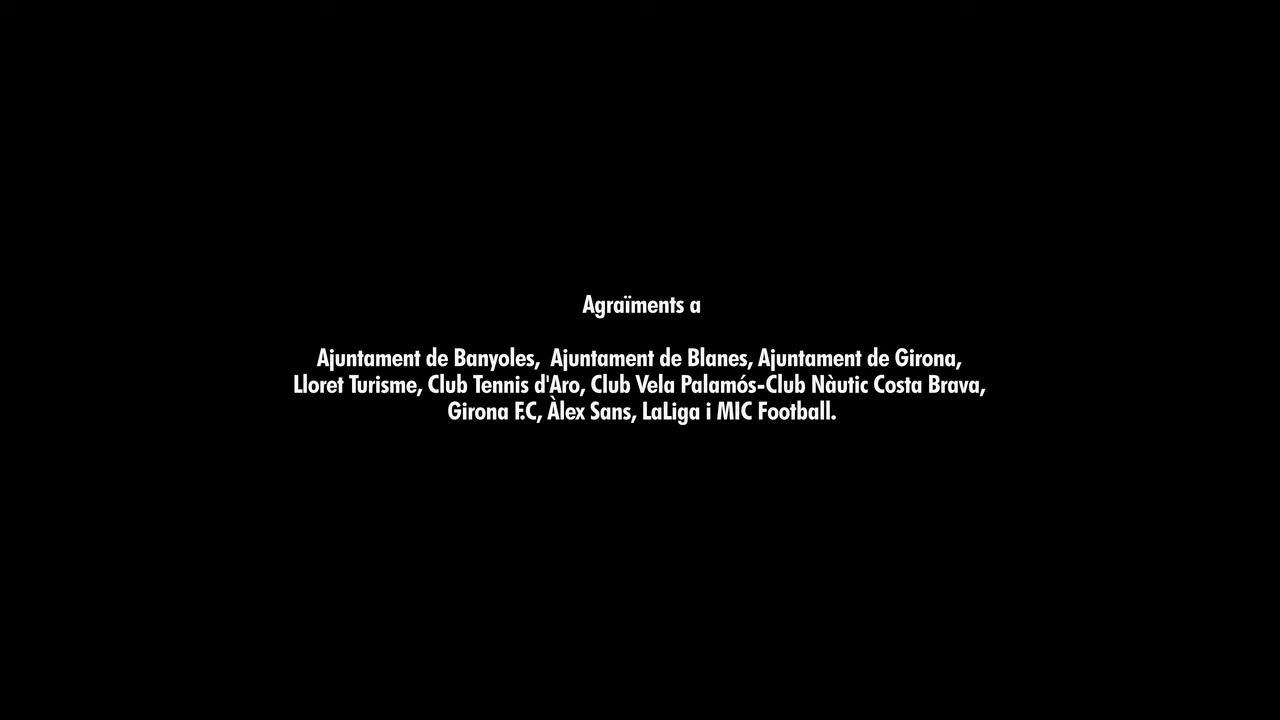 Agraïments a
Ajuntament de Banyoles,  Ajuntament de Blanes, Ajuntament de Girona,
Lloret Turisme, Club Tennis d'Aro, Club Vela Palamós-Club Nàutic Costa Brava,
Girona F.C, Àlex Sans, LaLiga i MIC Football.